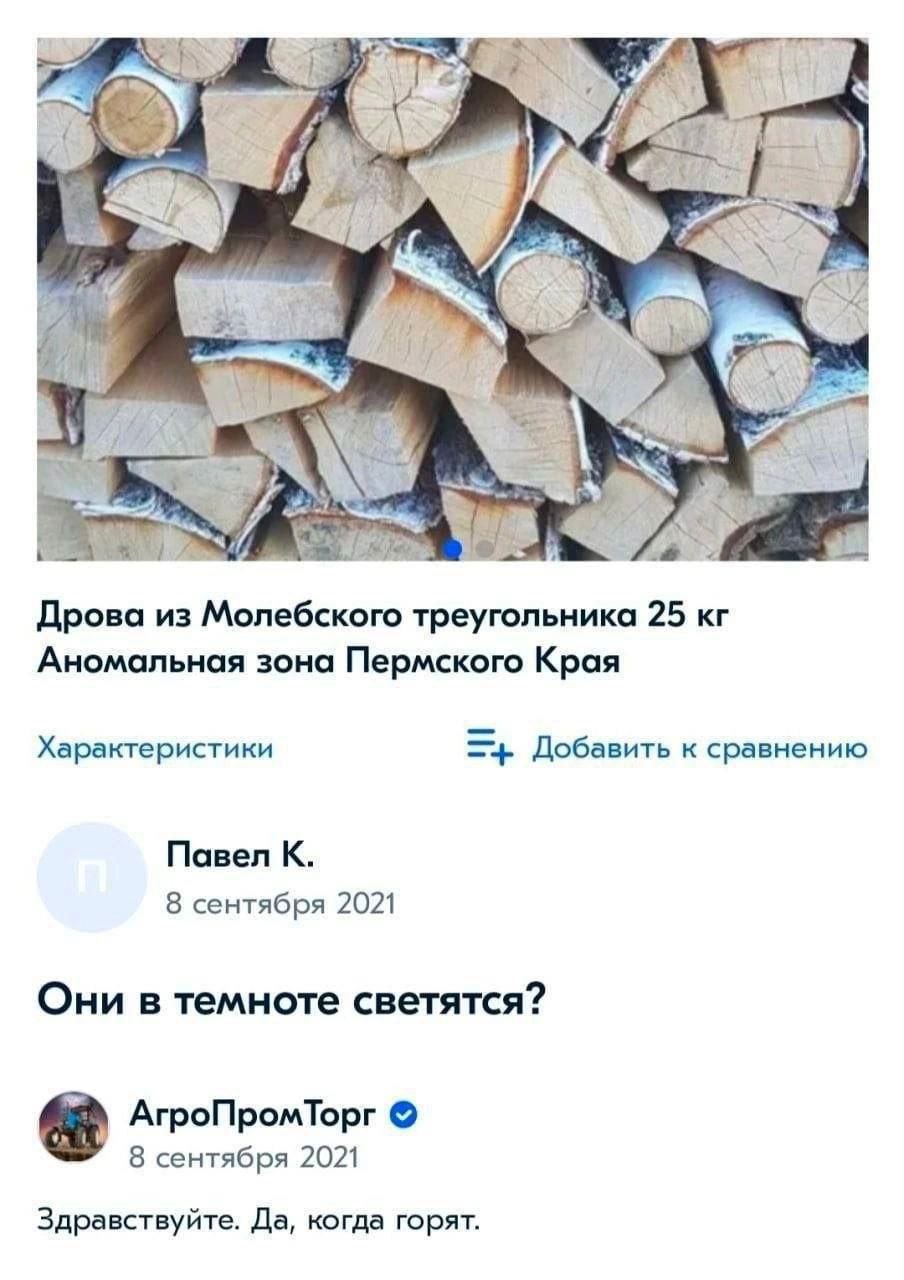 Дрова из Молебского треугольника 25 кг
Аномальная зона Пермского Края
Характеристики
Добавить к сравнению
П
Павел К.
8 сентября 2021
Они в темноте светятся?
АгроПромТорг
8 сентября 2021
Здравствуйте. Да, когда горят.